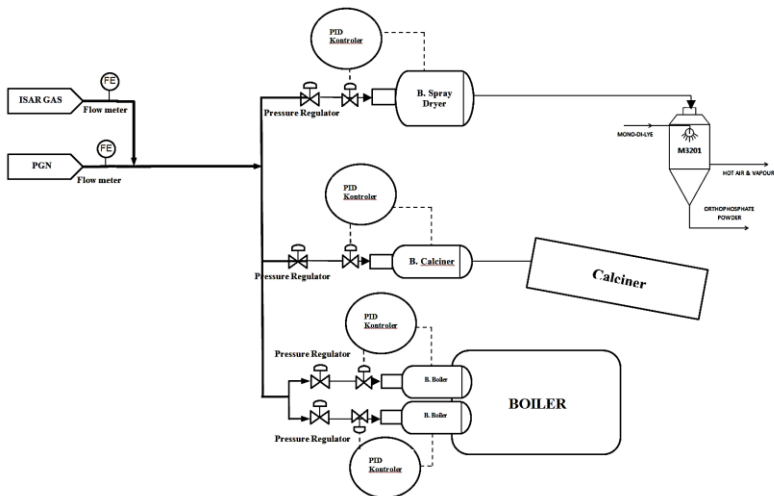 PID
Kontroler
FE
ISAR GAS
Flow meter
Pressure Regulator
B. Spray
Dryer
FE
PGN
Flow meter
MONO-DI-LYE
M3201
HOT AIR & VAPOUR
ORTHOPHOSPHATE
POWDER
PID
Kontroler
Pressure Regulator
B. Calciner
Calciner
PID
Kontroler
Pressure Regulator
B. Boiler
BOILER
B. Boiler
Pressure Regulator
PID
Kontroler